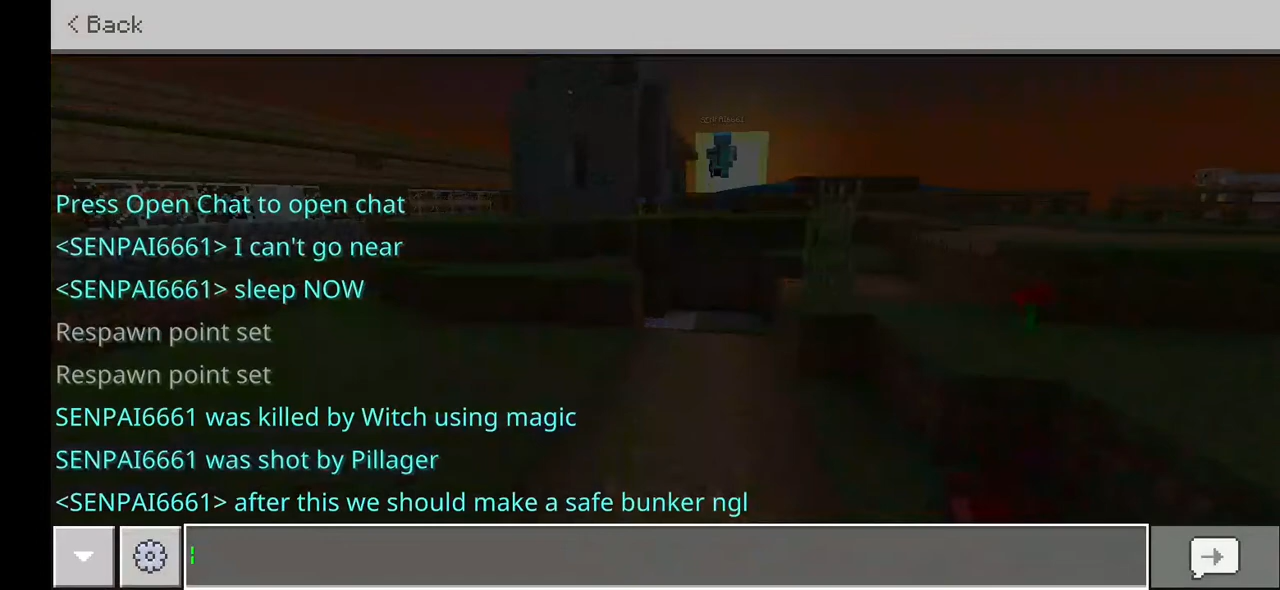 < Back
SENPAI6661
Press Open Chat to open chat
<SENPAI6661> I can't go near
<SENPAI6661> sleep NOW
Respawn point set
Respawn point set
SENPAI6661 was killed by Witch using magic
SENPAI6661 was shot by Pillager
<SENPAI6661> after this we should make a safe bunker ngl